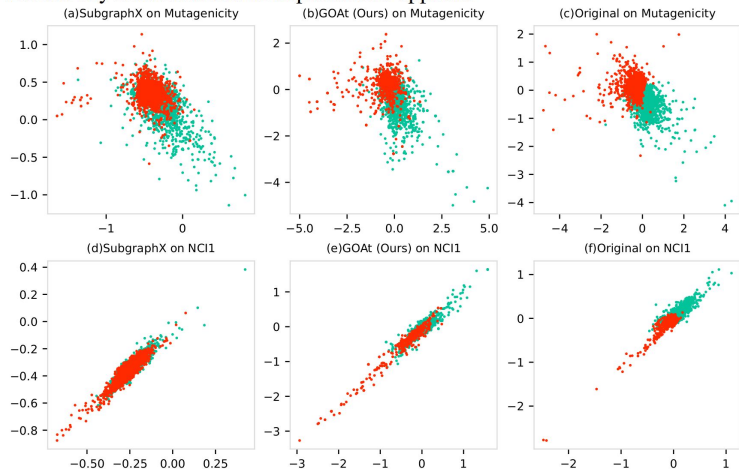 (a)SubgraphX on Mutagenicity (b)GOAt (Ours) on Mutagenicity (c)Original on Mutagenicity
1.0 2 2
0.5 0 1
0.0 −2 0
−0.5 −4 −1
−1.0 −2
−3
−4
−1 0 −5.0 −2.5 0.0 2.5 5.0 −4 −2 0 2 4
(d)SubgraphX on NCI1 (e)GOAt (Ours) on NCI1 (f)Original on NCI1
0.4 1 1
0.2 0 0
0.0 −1 −1
−0.2 −2 −2
−0.4 −3
−0.6
−0.8
−0.50 −0.25 0.00 0.25 −3 −2 −1 0 1 −2 −1 0 1